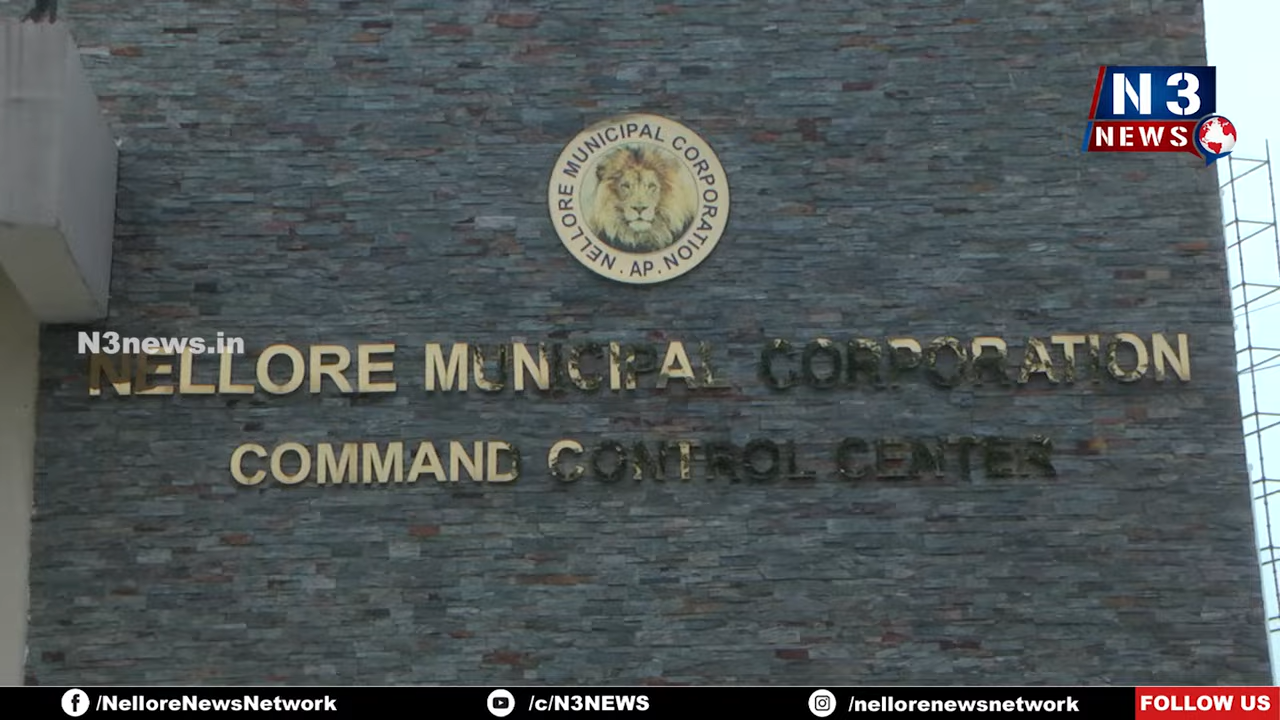 N3
NEWS
NELLORE MUNICIPAL CORPORATION
. AP .
N3news.in
NELLORE MUNICIPAL CORPORATION
COMMAND CONTROL CENTER
/NelloreNewsNetwork
/c/N3NEWS
/nellorenewsnetwork
FOLLOW US